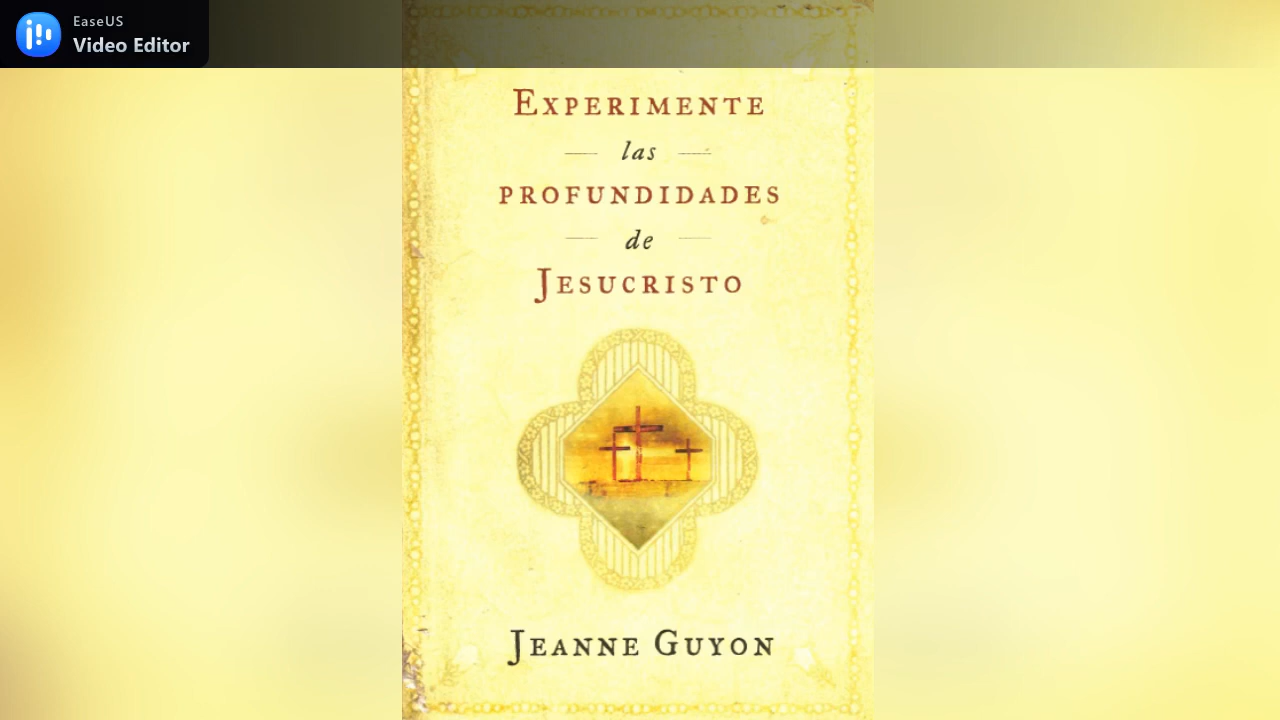 EaseUS
Video Editor
EXPERIMENTE
las
PROFUNDIDADES
de
JESUCRISTO
JEANNE GUYON